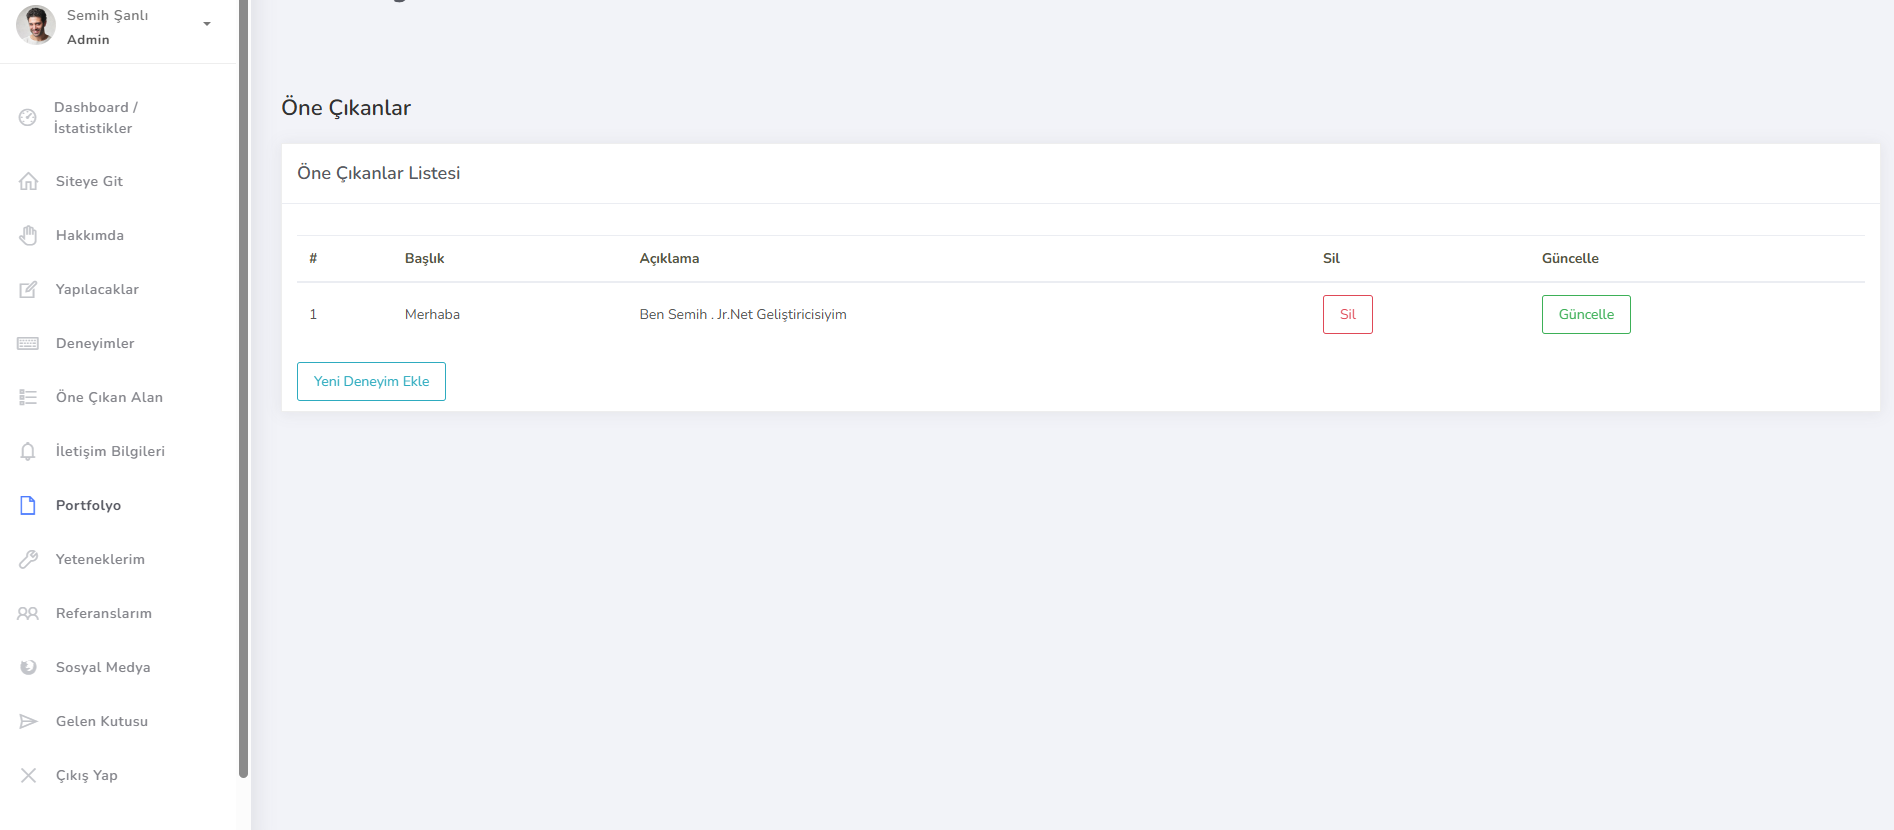 Semih Şanlı
Admin
Dashboard /
İstatistikler
Siteye Git
Hakkımda
Yapılacaklar
Deneyimler
Öne Çıkan Alan
İletişim Bilgileri
Portfolyo
Yeteneklerim
Referanslarım
Sosyal Medya
Gelen Kutusu
Çıkış Yap
Öne Çıkanlar
Öne Çıkanlar Listesi
# Başlık Açıklama Sil Güncelle
1 Merhaba Ben Semih . Jr.Net Geliştiricisiyim Sil Güncelle
Yeni Deneyim Ekle